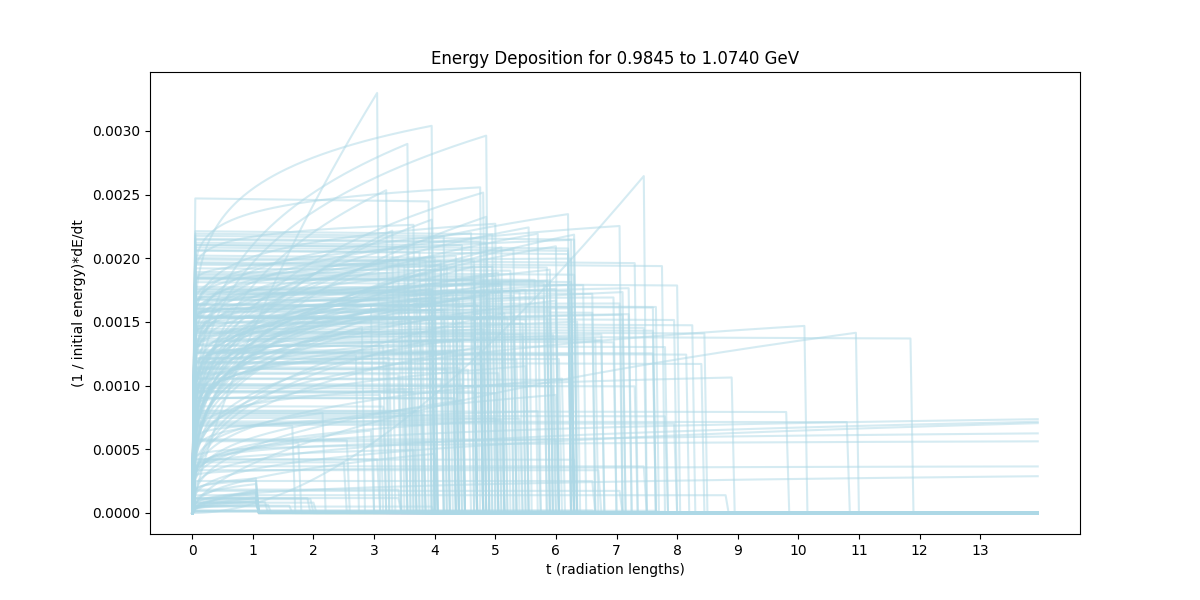 Energy Deposition for 0.9845 to 1.0740 GeV
(1 / initial energy)*dE/dt
0.0030
0.0025
0.0020
0.0015
0.0010
0.0005
0.0000
0 1 2 3 4 5 6 7 8 9 10 11 12 13
t (radiation lengths)